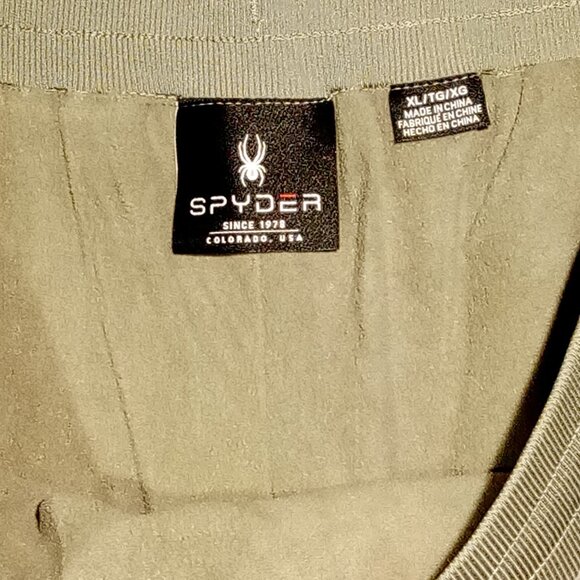 SPYDER
SINCE 1978
COLORADO, USA
XL/TG/XG
MADE IN CHINA
FABRIQUÉ EN CHINE
HECHO EN CHINA